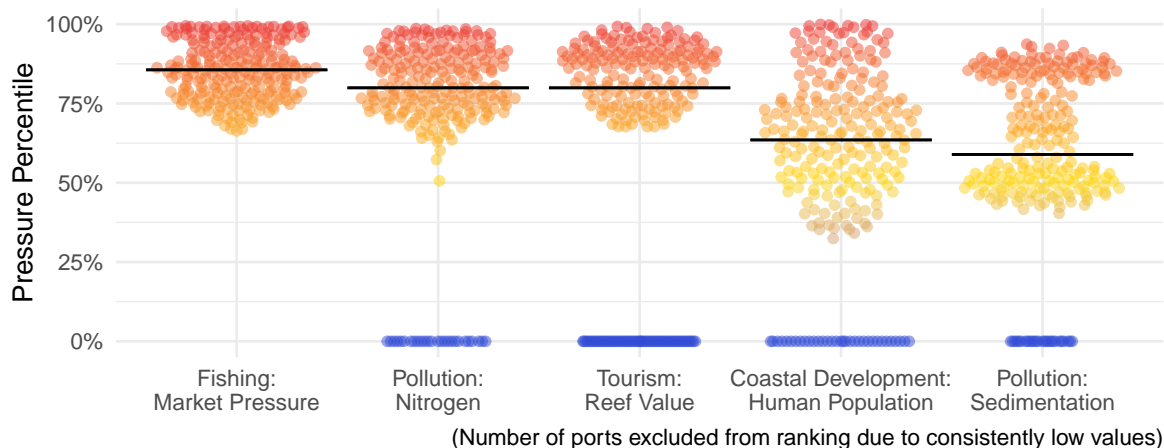 Pressure Percentile
100%
75%
50%
25%
0%
Fishing:
Market Pressure
Pollution:
Nitrogen
Tourism:
Reef Value
Coastal Development:
Human Population
Pollution:
Sedimentation
(Number of ports excluded from ranking due to consistently low values)